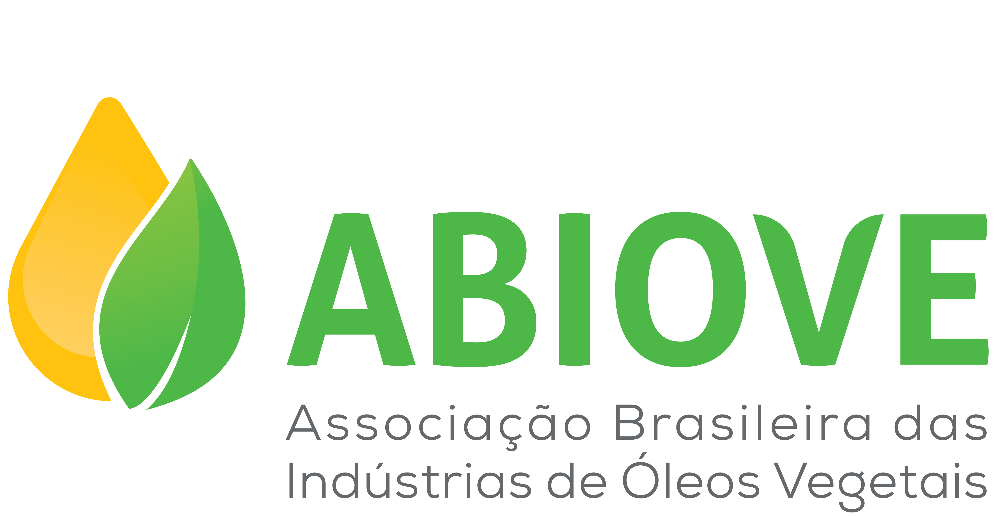 ABIOVE
Associação Brasileira das
Indústrias de Óleos Vegetais